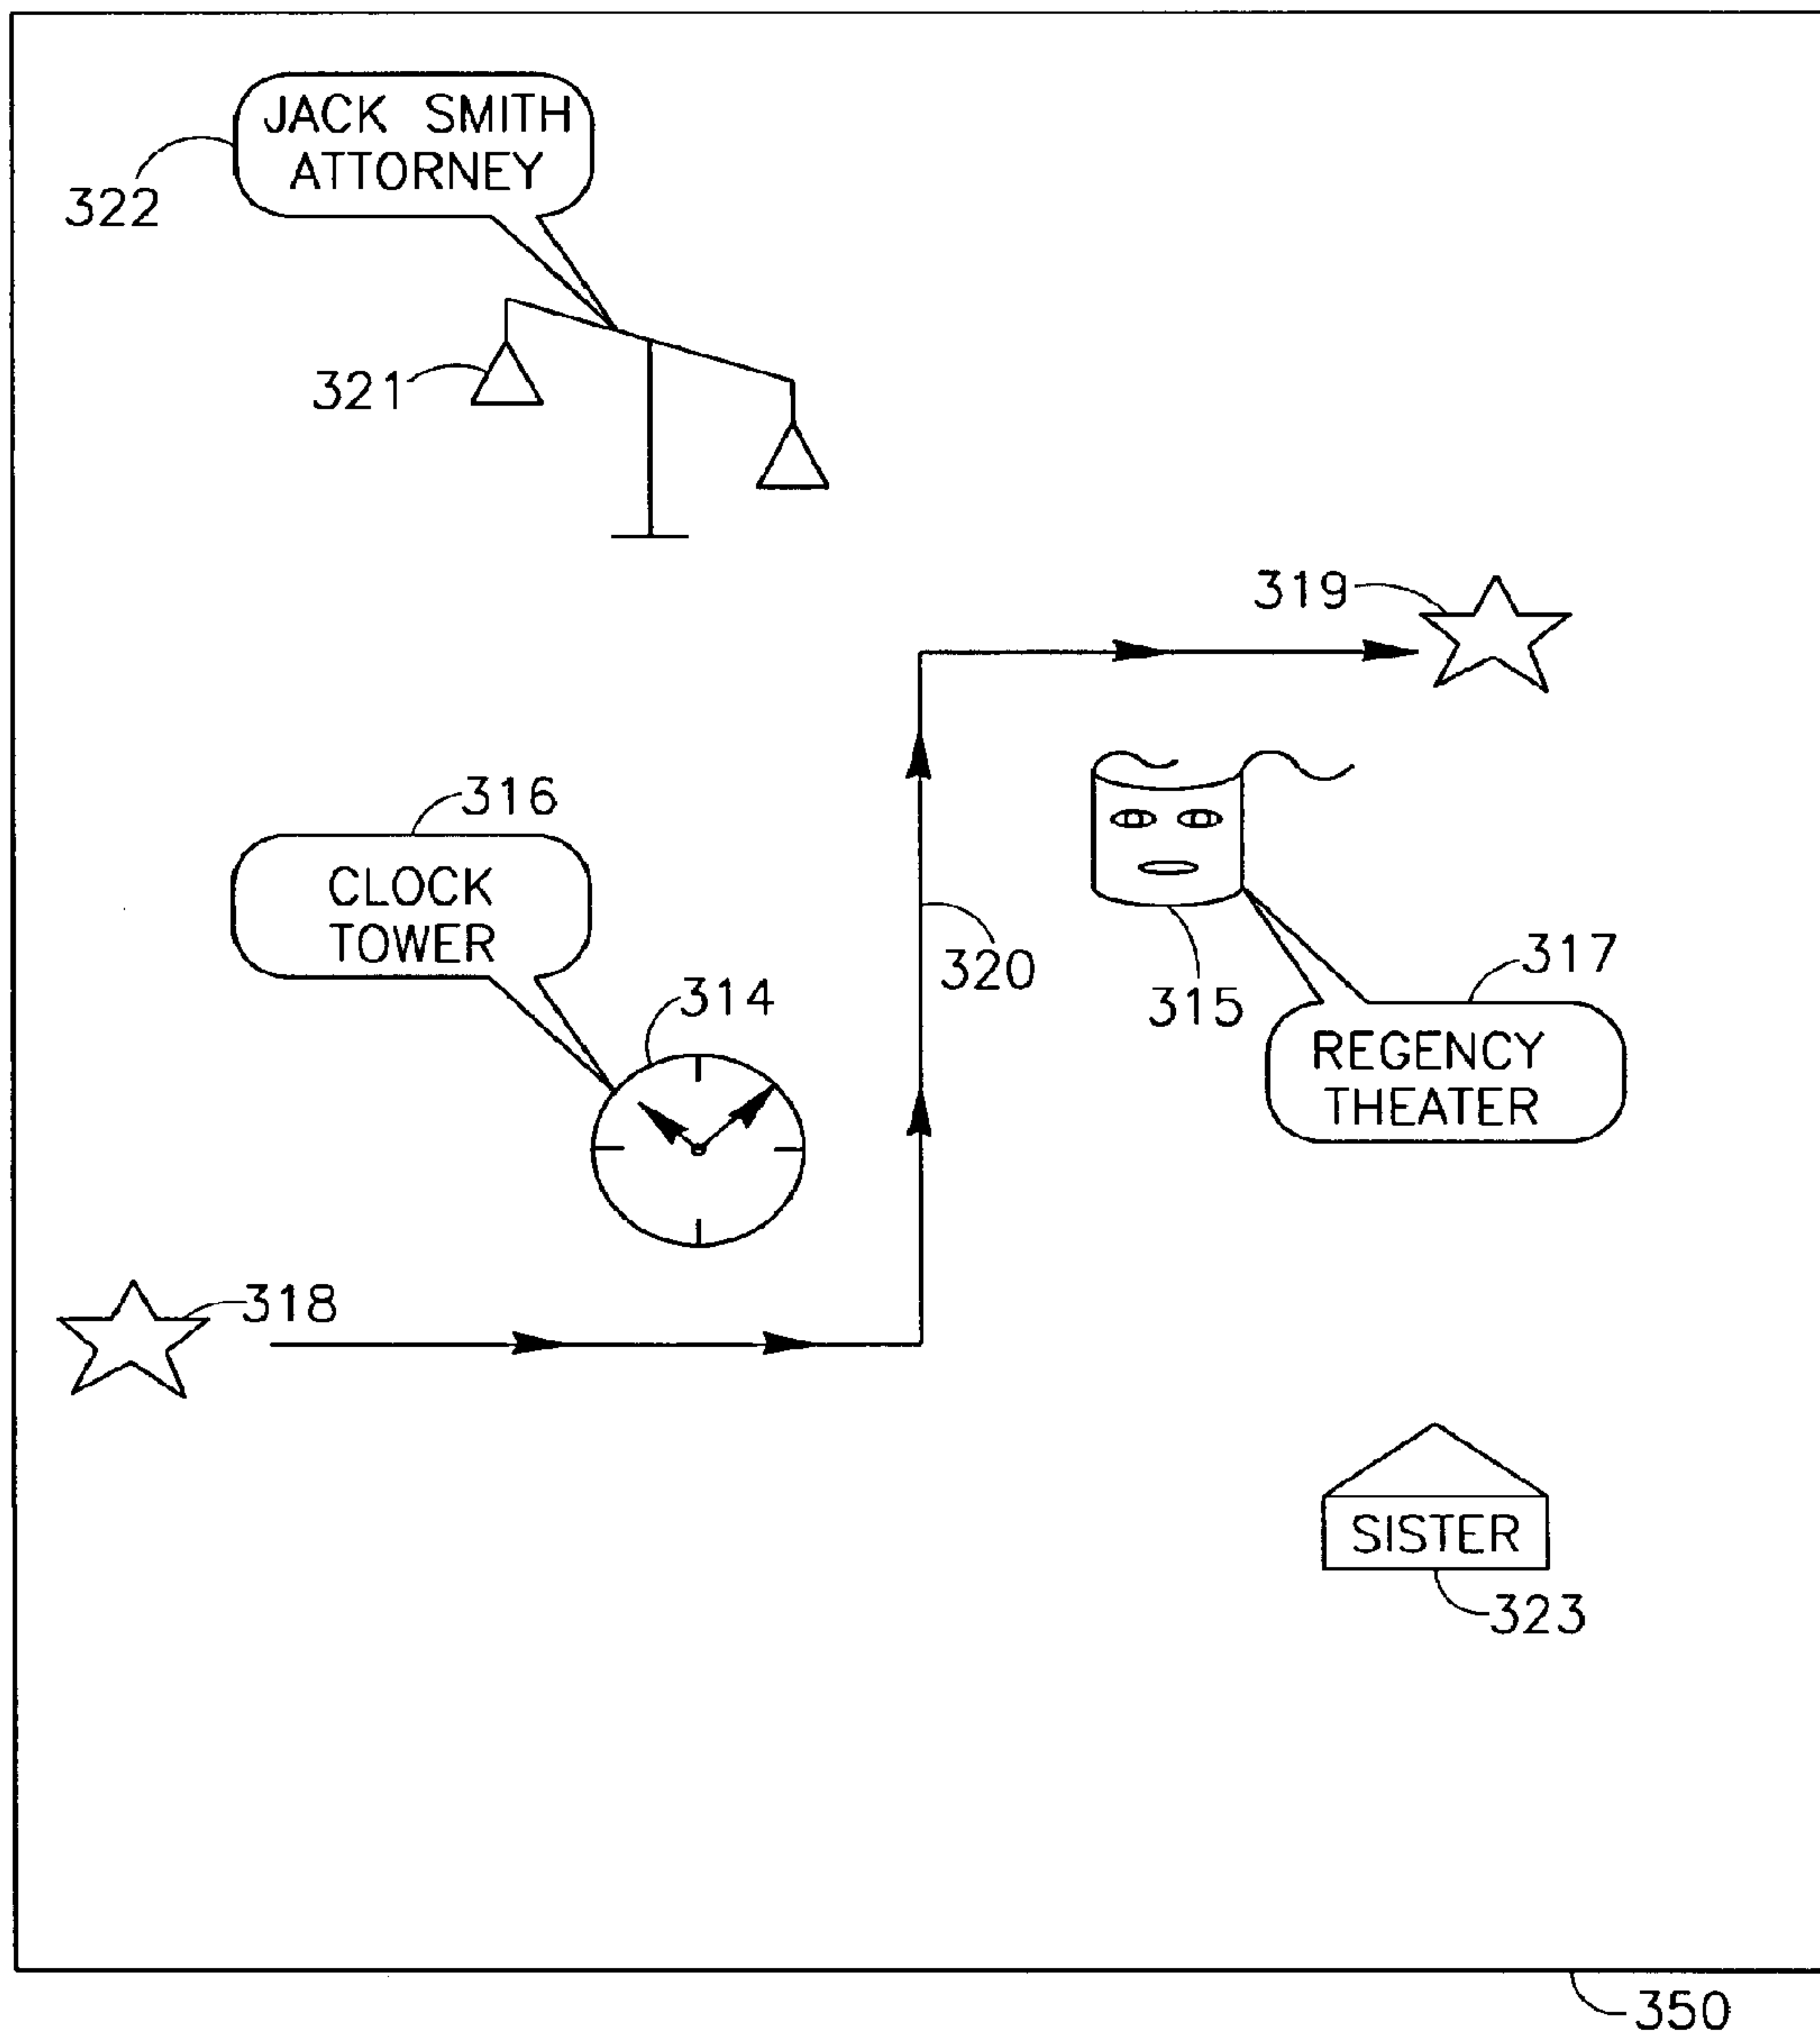 JACK SMITH
ATTORNEY
322
321
319
316
CLOCK
TOWER
320
317
314
315
REGENCY
THEATER
318
SISTER
323
350